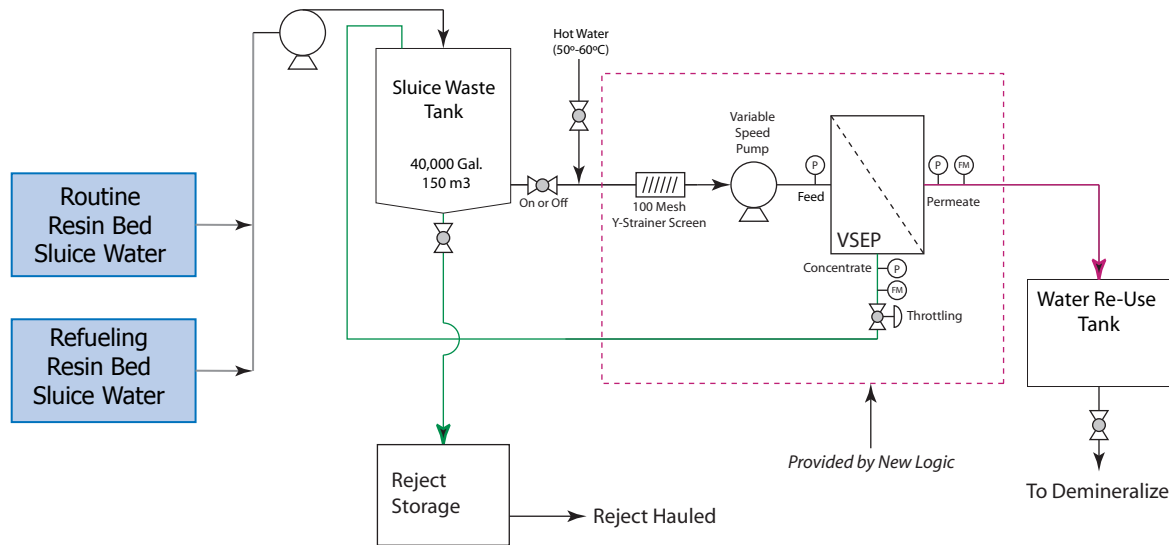 Hot Water
(50º-60ºC)
Sluice Waste
Tank
40,000 Gal.
150 m3
On or Off
Routine
Resin Bed
Sluice Water
Refueling
Resin Bed
Sluice Water
100 Mesh
Y-Strainer Screen
Variable
Speed
Pump
P
Feed
VSEP
P
FM
Permeate
Concentrate
P
FM
Throttling
Water Re-Use
Tank
Provided by New Logic
To Demineralize
Reject
Storage
Reject Hauled